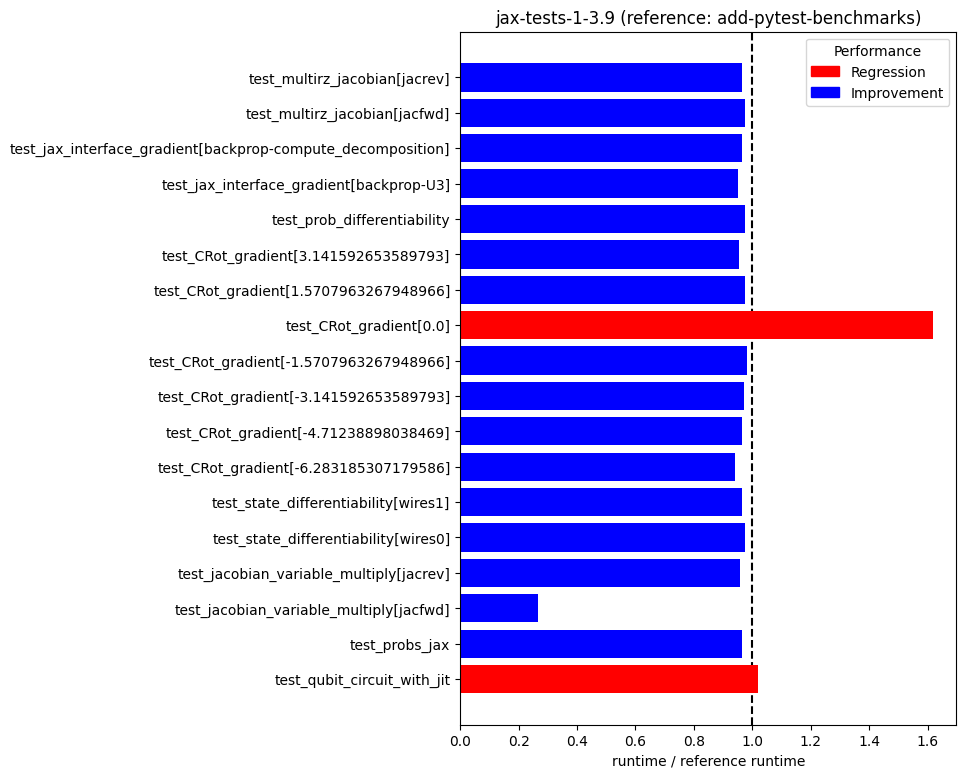 jax-tests-1-3.9 (reference: add-pytest-benchmarks)
Performance
Regression
Improvement
test_multirz_jacobian[jacrev]
test_multirz_jacobian[jacfwd]
test_jax_interface_gradient[backprop-compute_decomposition]
test_jax_interface_gradient[backprop-U3]
test_prob_differentiability
test_CRot_gradient[3.141592653589793]
test_CRot_gradient[1.5707963267948966]
test_CRot_gradient[0.0]
test_CRot_gradient[-1.5707963267948966]
test_CRot_gradient[-3.141592653589793]
test_CRot_gradient[-4.71238898038469]
test_CRot_gradient[-6.283185307179586]
test_state_differentiability[wires1]
test_state_differentiability[wires0]
test_jacobian_variable_multiply[jacrev]
test_jacobian_variable_multiply[jacfwd]
test_probs_jax
test_qubit_circuit_with_jit
0.0 0.2 0.4 0.6 0.8 1.0 1.2 1.4 1.6
runtime / reference runtime